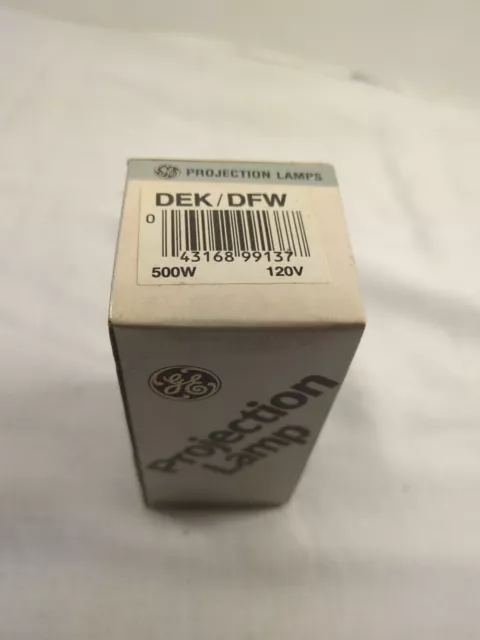 GE PROJECTION LAMPS
DEK/DFW
0
43168 99137
500W 120V
GE
Projection
Lamp